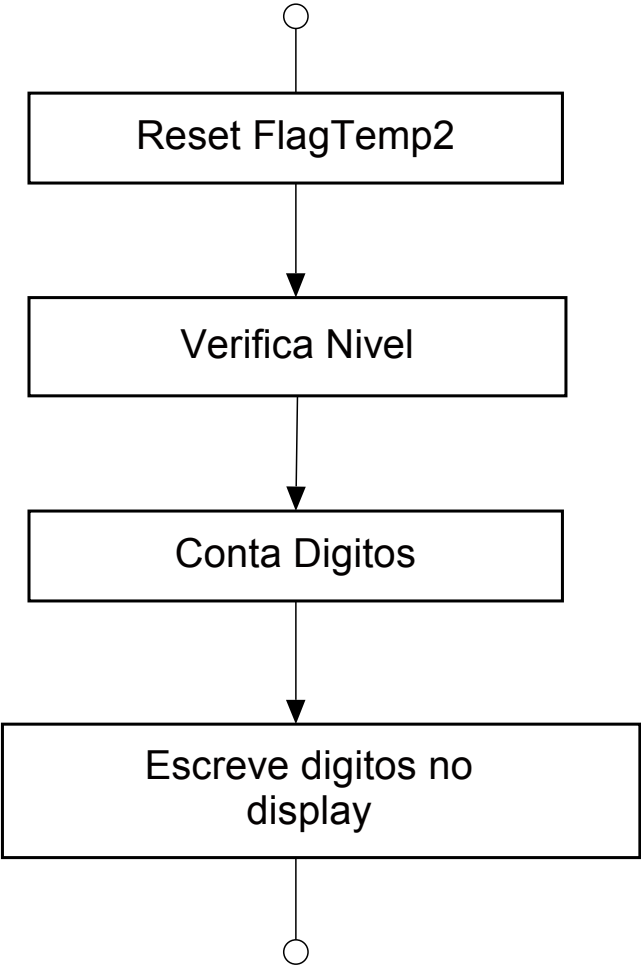 Reset FlagTemp2
Verifica Nivel
Conta Digitos
Escreve digitos no
display